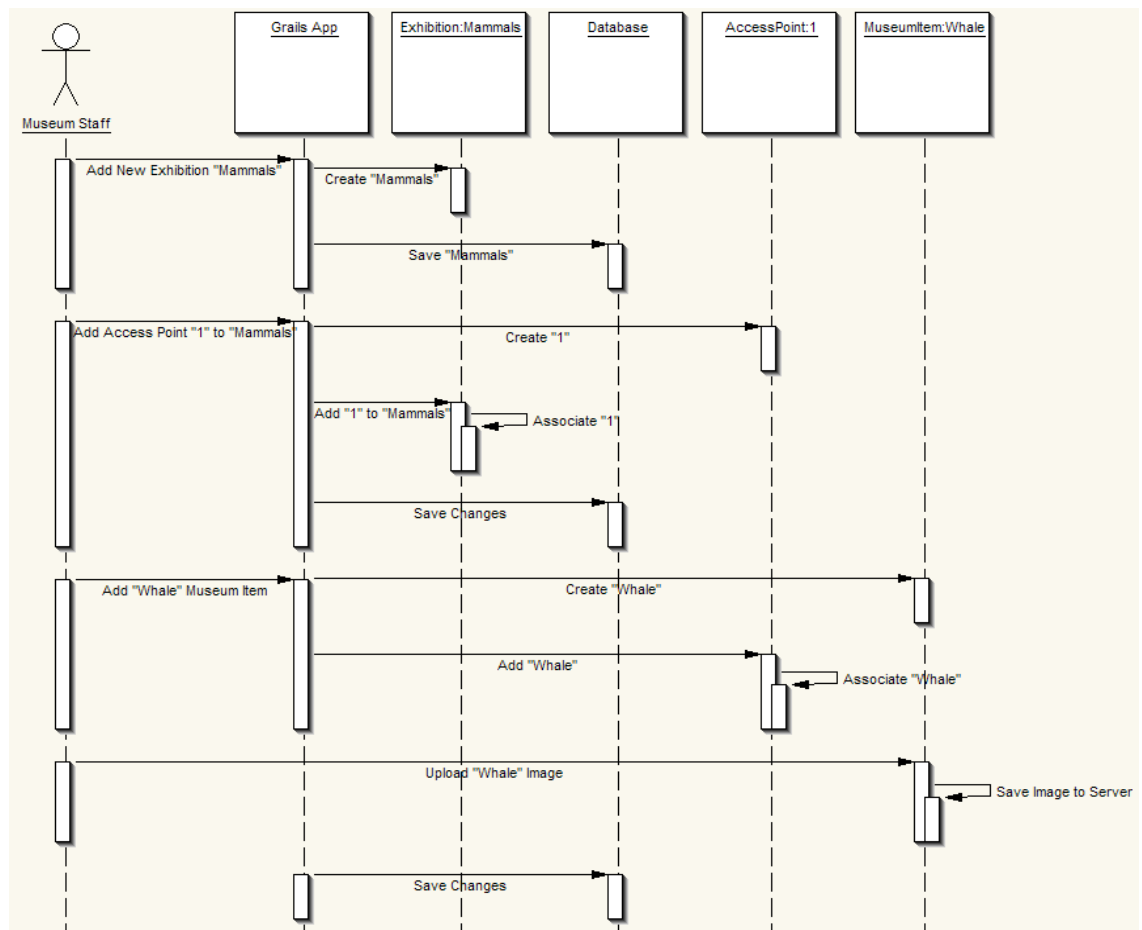 Grails App
Exhibition:Mammals
Database
AccessPoint:1
MuseumItem:Whale
Museum Staff
Add New Exhibition "Mammals"
Create "Mammals"
Save "Mammals"
Add Access Point "1" to "Mammals"
Create "1"
Add "1" to "Mammals"
Associate "1"
Save Changes
Add "Whale" Museum Item
Create "Whale"
Add "Whale"
Associate "Whale"
Upload "Whale" Image
Save Image to Server
Save Changes